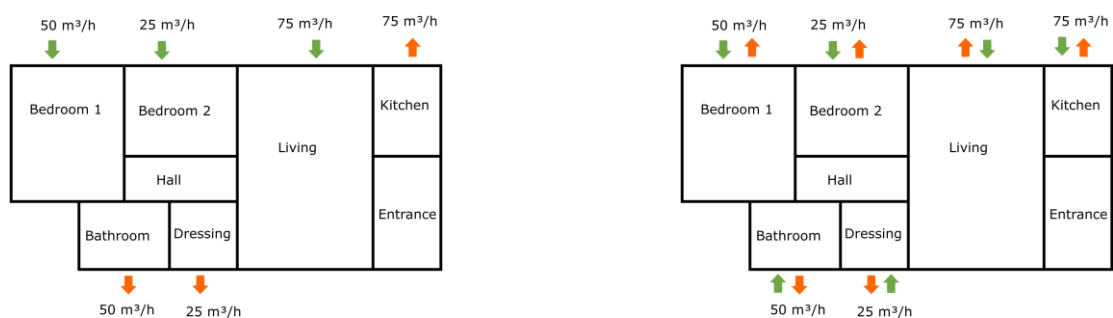 50 m³/h
25 m³/h
75 m³/h
75 m³/h
Bedroom 1
Bedroom 2
Living
Kitchen
Hall
Entrance
Bathroom
Dressing
50 m³/h
25 m³/h
50 m³/h
25 m³/h
75 m³/h
75 m³/h
Bedroom 1
Bedroom 2
Living
Kitchen
Hall
Entrance
Bathroom
Dressing
50 m³/h
25 m³/h